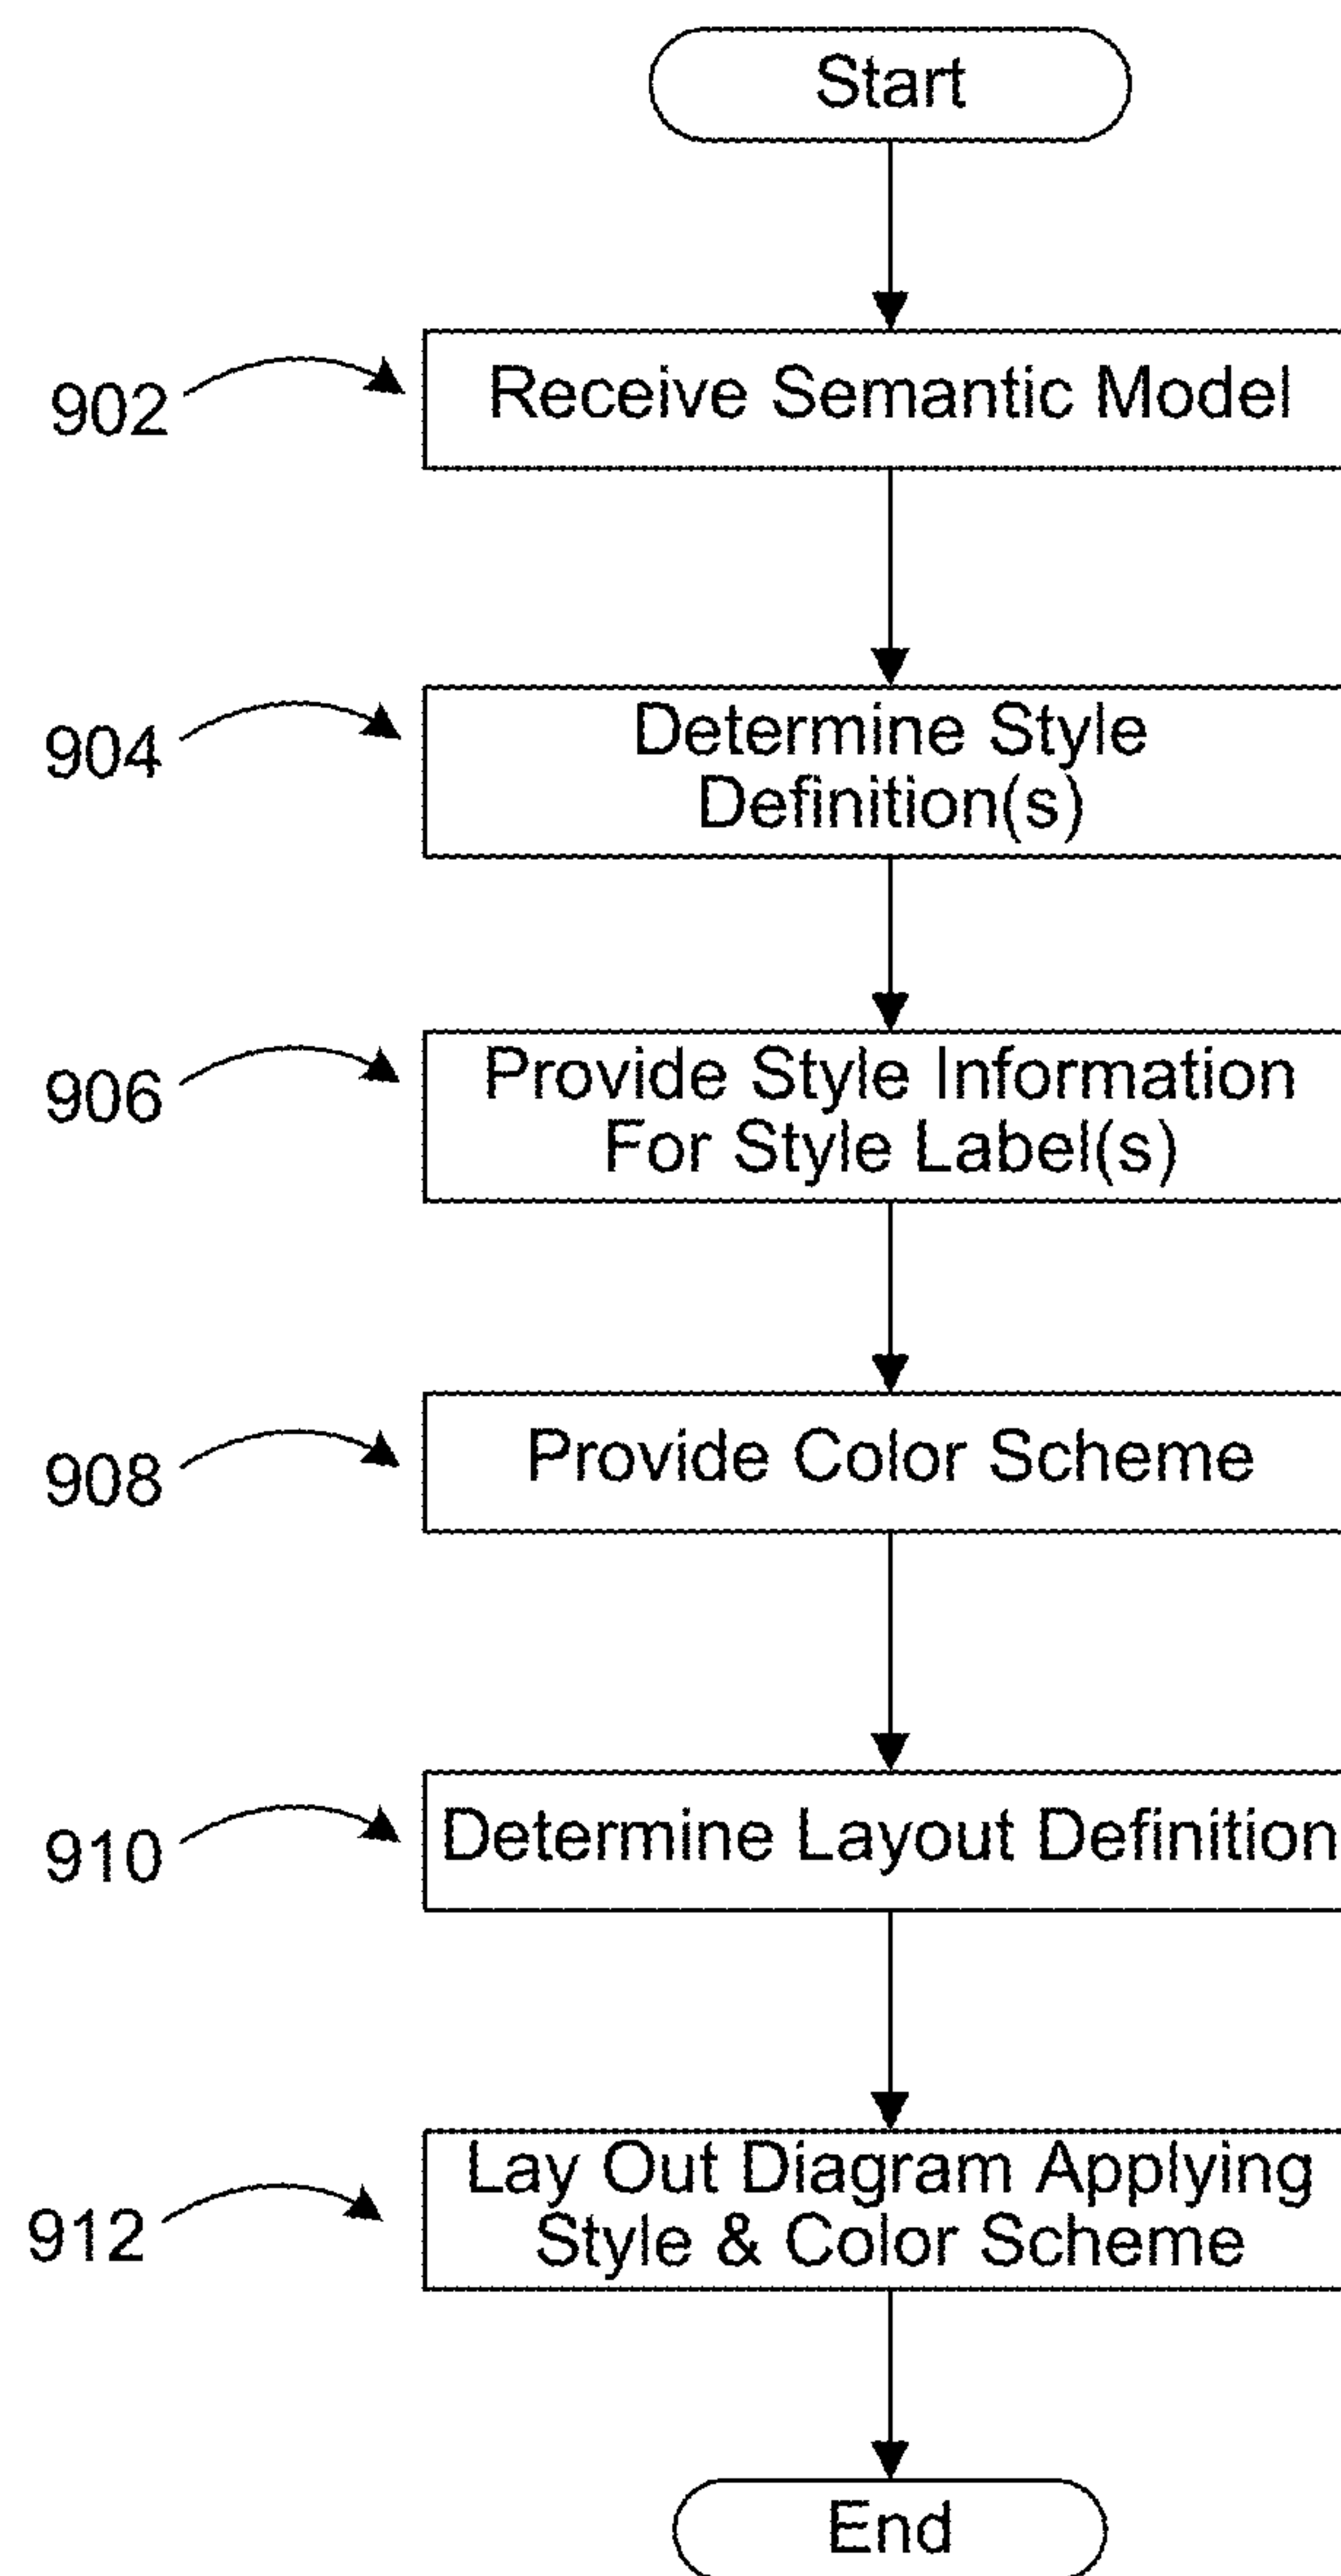 Start
902
Receive Semantic Model
904
Determine Style
Definition(s)
906
Provide Style Information
For Style Label(s)
908
Provide Color Scheme
910
Determine Layout Definition
912
Lay Out Diagram Applying
Style & Color Scheme
End